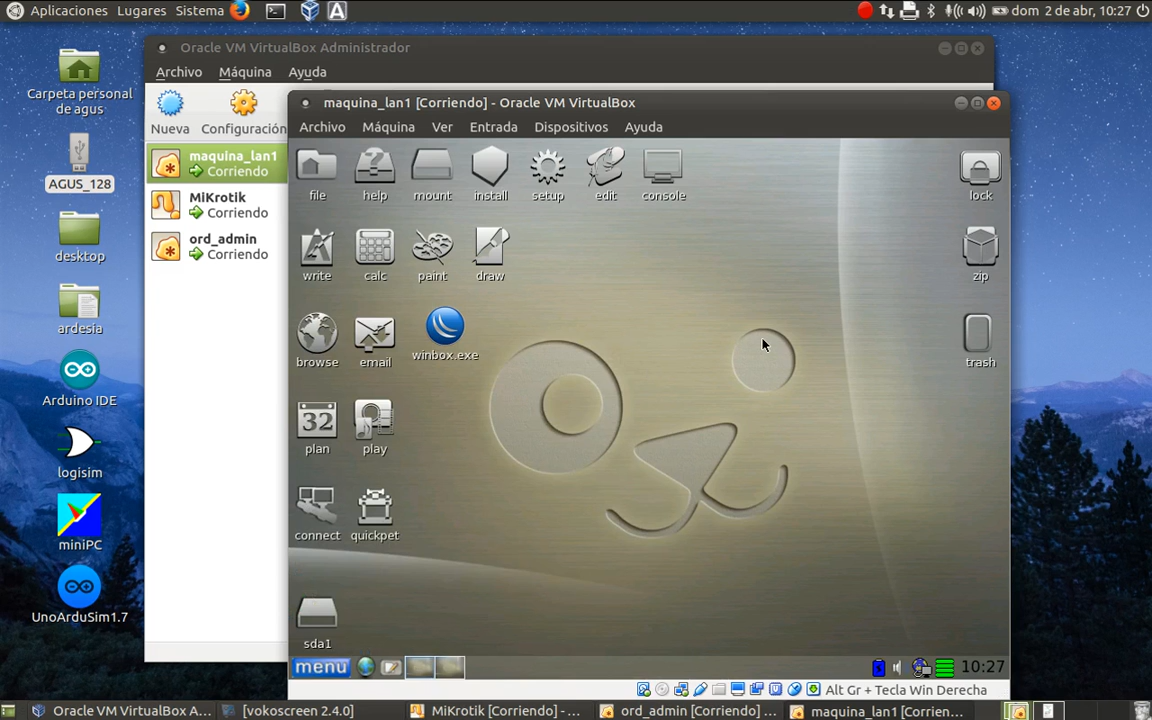 Aplicaciones Lugares Sistema
dom 2 de abr, 10:27
Carpeta personal
de agus
AGUS_128
desktop
ardesia
Arduino IDE
logisim
miniPC
UnoArduSim1.7
Oracle VM VirtualBox Administrador
Archivo Máquina Ayuda
Nueva Configuración
maquina_lan1
Corriendo
MiKrotik
Corriendo
ord_admin
Corriendo
maquina_lan1 [Corriendo] - Oracle VM VirtualBox
Archivo Máquina Ver Entrada Dispositivos Ayuda
file help mount install setup edit console lock
write calc paint draw zip
browse email winbox.exe trash
32
plan play
connect quickpet
sda1
menu 10:27
Alt Gr + Tecla Win Derecha
Oracle VM VirtualBox A... [vokoscreen 2.4.0] MiKrotik [Corriendo] - ... ord_admin [Corriendo] ... maquina_lan1 [Corrien...